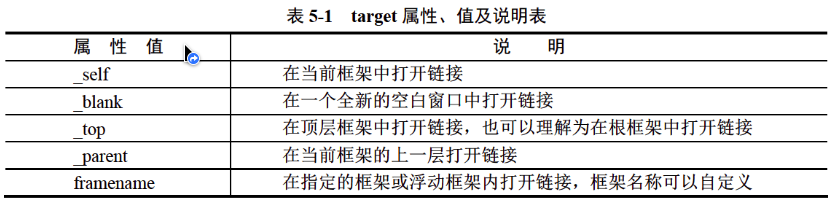 表 5-1 target 属性、值及说明表
属 性 值 说 明
_self 在当前框架中打开链接
_blank 在一个全新的空白窗口中打开链接
_top 在顶层框架中打开链接，也可以理解为在根框架中打开链接
_parent 在当前框架的上一层打开链接
framename 在指定的框架或浮动框架内打开链接，框架名称可以自定义